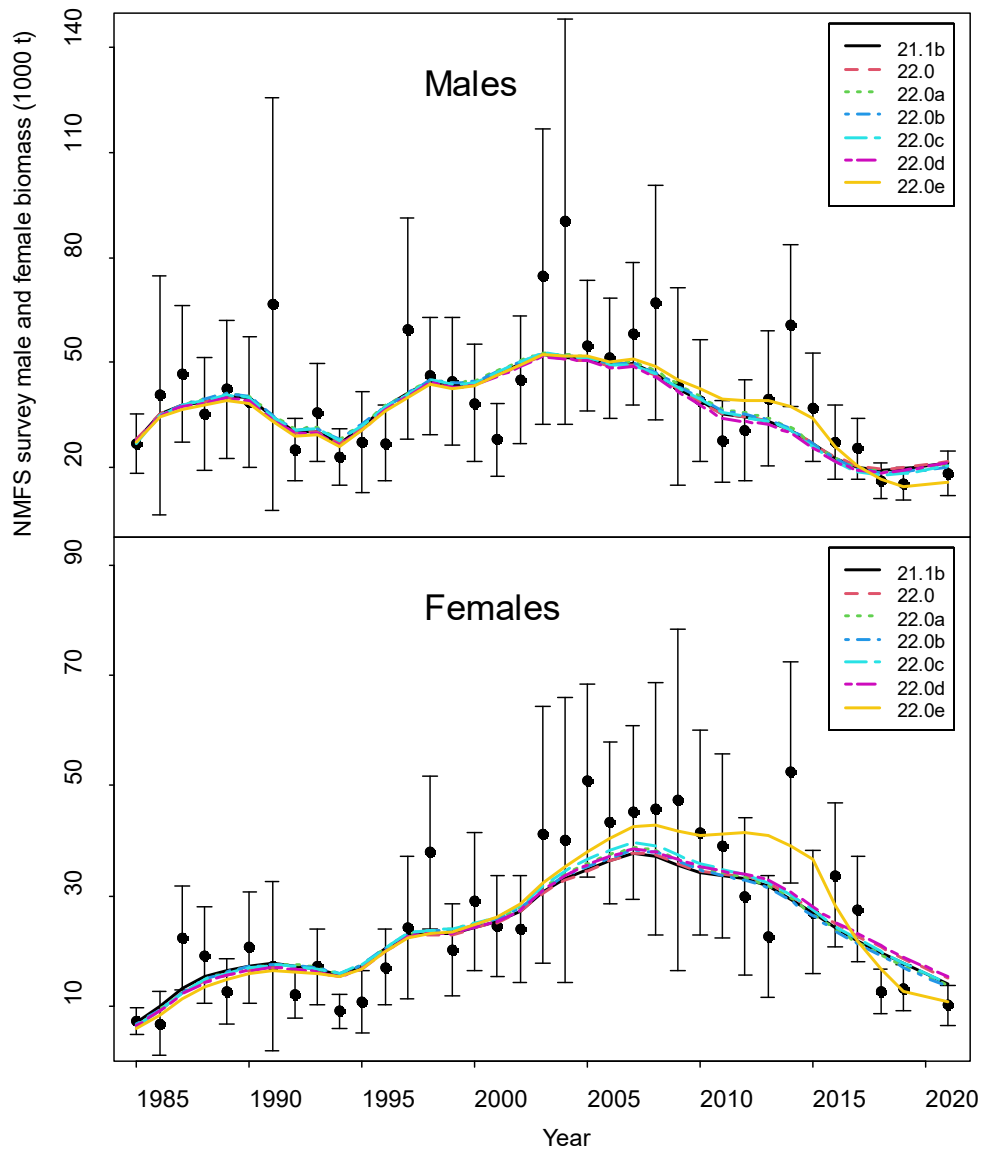 NMFS survey male and female biomass (1000 t)
140
110
80
50
20
Males
21.1b
22.0
22.0a
22.0b
22.0c
22.0d
22.0e
90
70
50
30
10
Females
21.1b
22.0
22.0a
22.0b
22.0c
22.0d
22.0e
1985 1990 1995 2000 2005 2010 2015 2020
Year